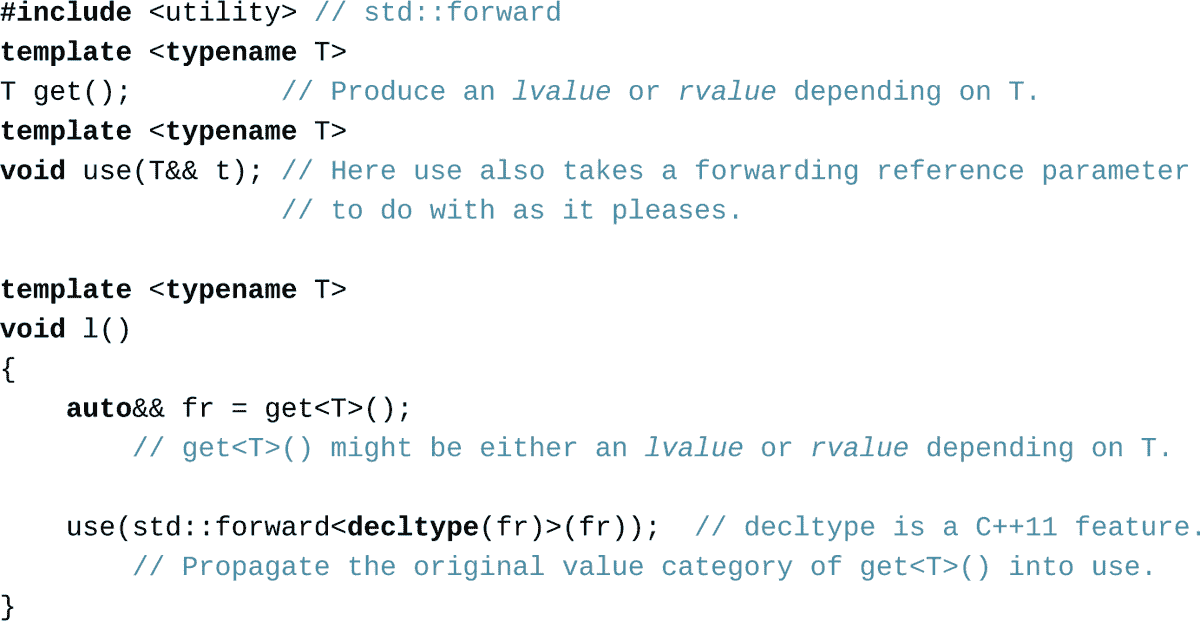 #include <utility> // std::forward
template <typename T>
T get();         // Produce an lvalue or rvalue depending on T.
template <typename T>
void use(T&& t); // Here use also takes a forwarding reference parameter
                 // to do with as it pleases.

template <typename T>
void l()
{
    auto&& fr = get<T>();
        // get<T>() might be either an lvalue or rvalue depending on T.

    use(std::forward<decltype(fr)>(fr));  // decltype is a C++11 feature.
        // Propagate the original value category of get<T>() into use.
}